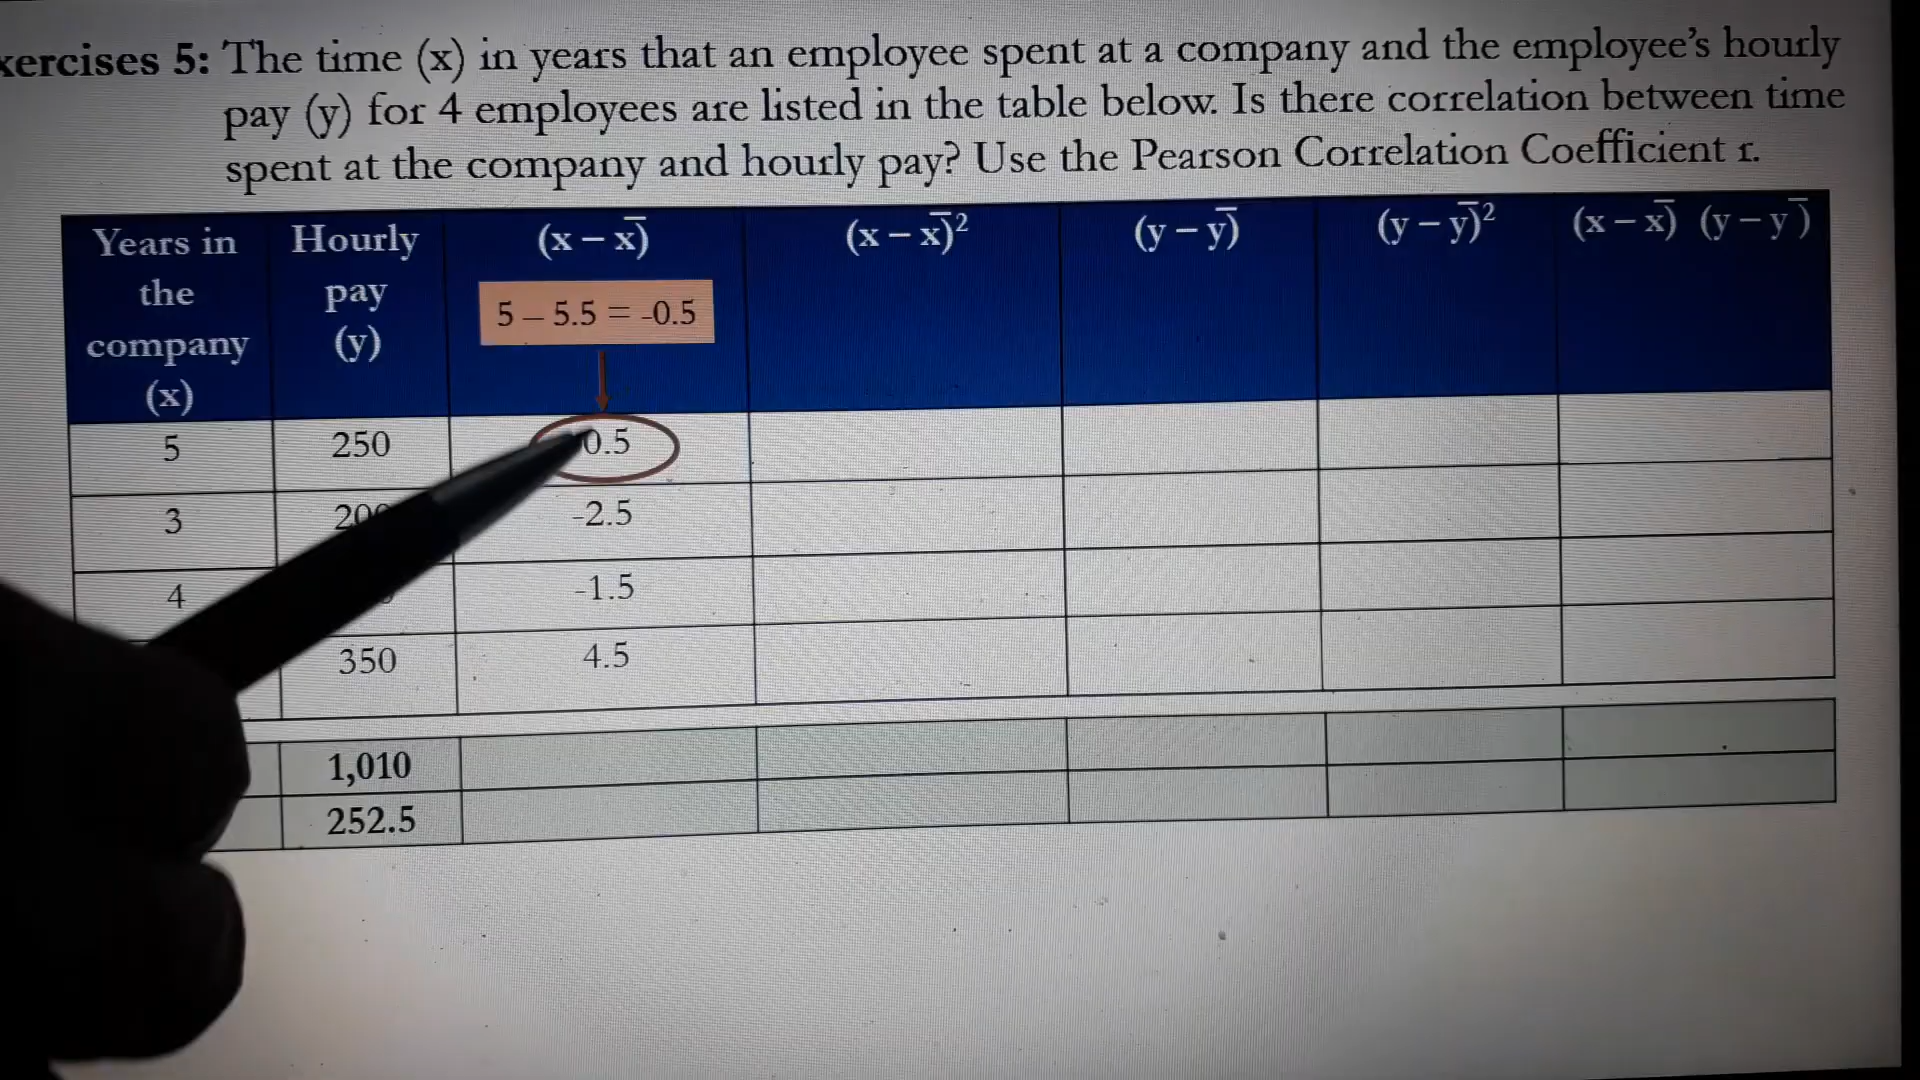 xercises 5: The time (x) in years that an employee spent at a company and the employee's hourly
pay (y) for 4 employees are listed in the table below. Is there correlation between time
spent at the company and hourly pay? Use the Pearson Correlation Coefficient r.
Years in the company (x) Hourly pay (y) (x – x̅) (x – x̅)² (y – y̅) (y – y̅)² (x – x̅) (y – y̅)
5 – 5.5 = -0.5
5 250 0.5
3 -2.5
4 -1.5
350 4.5
1,010
252.5